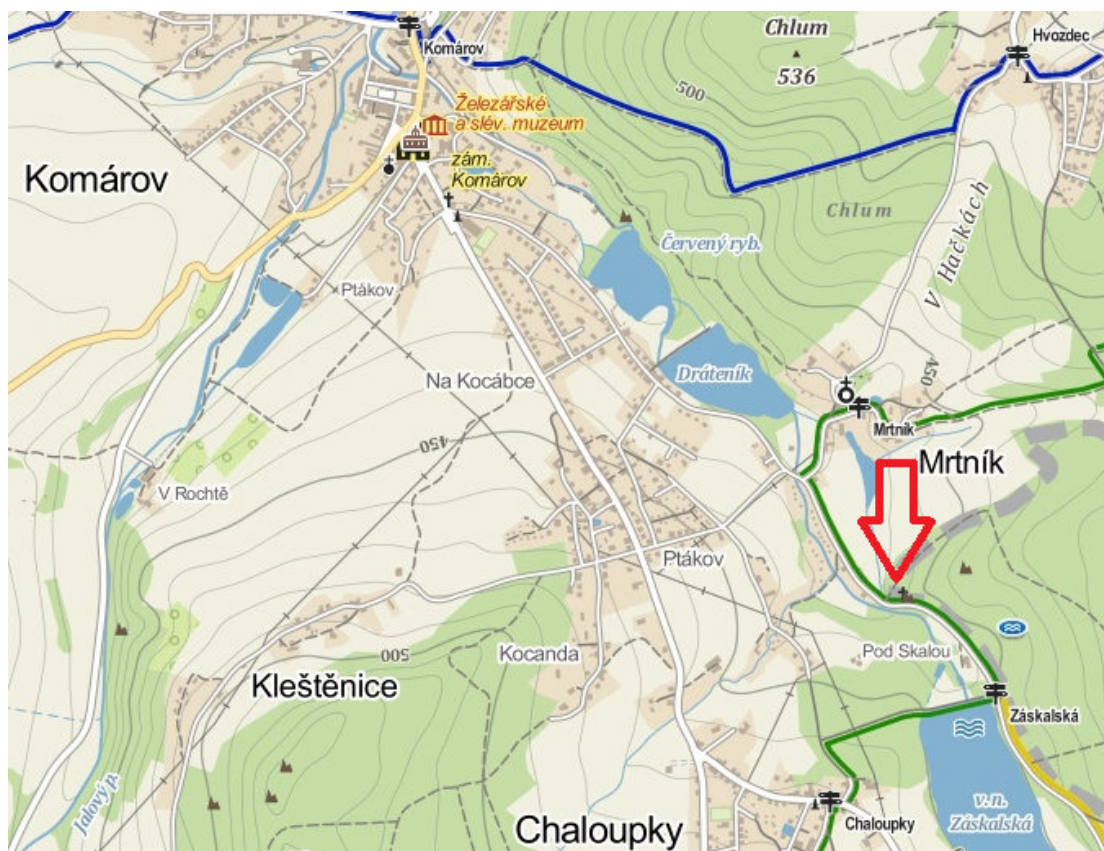 Komárov
Chlum
536
Hvozdec
500
Železářské
a slév. muzeum
zám.
Komárov
Komárov
Chlum
V Hačkách
Červený ryb.
Ptákov
Na Kocábce
Dráteník
450
450
Mrtník
Mrtník
V Rochtě
Ptákov
500
Kocanda
Pod Skalou
Kleštěnice
Záskalská
Jalový p.
v.n.
Záskalská
Chaloupky
Chaloupky